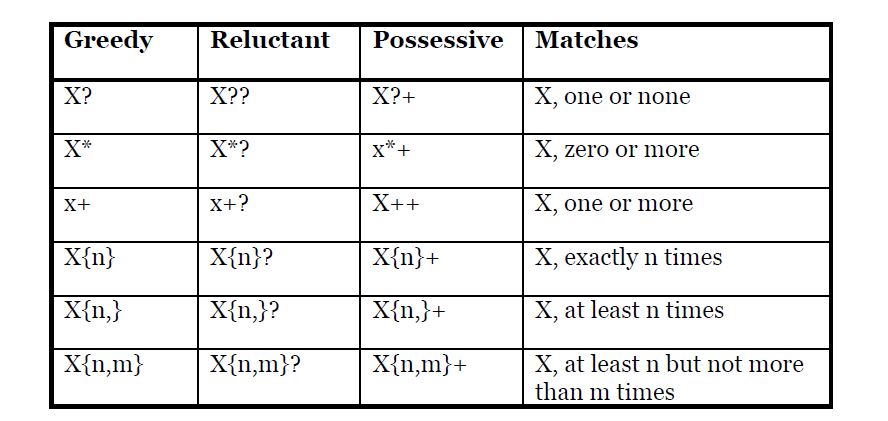 Greedy Reluctant Possessive Matches
X? X?? X?+ X, one or none
X* X*? x*+ X, zero or more
x+ x+? X++ X, one or more
X{n} X{n}? X{n}+ X, exactly n times
X{n,} X{n,}? X{n,}+ X, at least n times
X{n,m} X{n,m}? X{n,m}+ X, at least n but not more
than m times